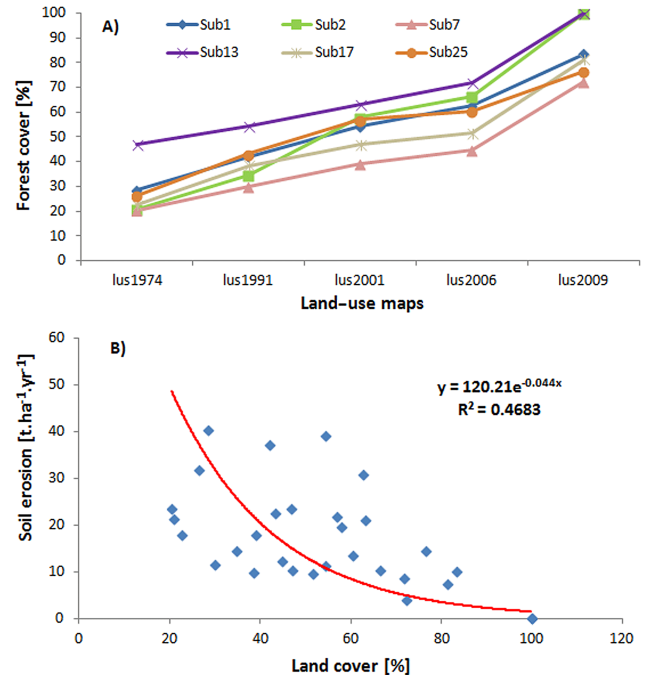 A)
Sub1 Sub2 Sub7
Sub13 Sub17 Sub25
Forest cover [%]
100
90
80
70
60
50
40
30
20
10
0
lus1974 lus1991 lus2001 lus2006 lus2009
Land–use maps
B)
y = 120.21e^-0.044x
R² = 0.4683
Soil erosion [t.ha⁻¹.yr⁻¹]
60
50
40
30
20
10
0
0 20 40 60 80 100 120
Land cover [%]